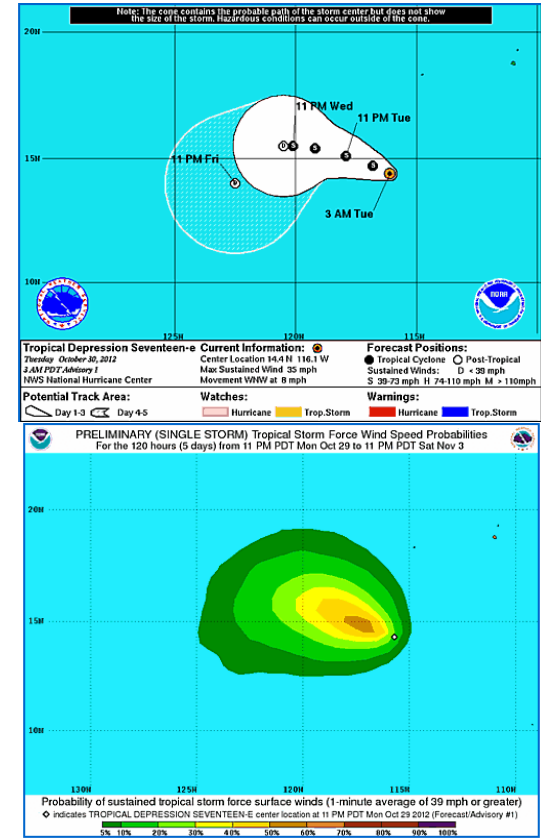 Note: The cone contains the probable path of the storm center but does not show
the size of the storm. Hazardous conditions can occur outside of the cone.
20N
11 PM Wed
11 PM Tue
15N
11 PM Fri
3 AM Tue
10N
NOAA
125W 120W 115W
Tropical Depression Seventeen-e
Tuesday October 30, 2012
3 AM PDT Advisory 1
NWS National Hurricane Center
Current Information:
Center Location 14.4 N 116.1 W
Max Sustained Wind 35 mph
Movement WNW at 8 mph
Forecast Positions:
Tropical Cyclone Post-Tropical
Sustained Winds: D < 39 mph
S 39-73 mph H 74-110 mph M > 110mph
Potential Track Area:
Day 1-3 Day 4-5
Watches:
Hurricane Trop.Storm
Warnings:
Hurricane Trop.Storm
PRELIMINARY (SINGLE STORM) Tropical Storm Force Wind Speed Probabilities
For the 120 hours (5 days) from 11 PM PDT Mon Oct 29 to 11 PM PDT Sat Nov 3
20N
15N
10N
130W 125W 120W 115W 110W
Probability of sustained tropical storm force surface winds (1-minute average of 39 mph or greater)
indicates TROPICAL DEPRESSION SEVENTEEN-E center location at 11 PM PDT Mon Oct 29 2012 (Forecast/Advisory #1)
5% 10% 20% 30% 40% 50% 60% 70% 80% 90% 100%